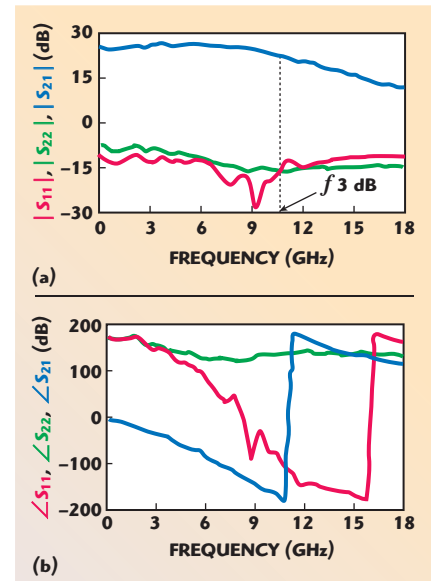 |S11|, |S22|, |S21| (dB)
30
15
0
–15
–30
f 3 dB
0 3 6 9 12 15 18
FREQUENCY (GHz)
(a)
∠S11, ∠S22, ∠S21 (dB)
200
100
0
–100
–200
0 3 6 9 12 15 18
FREQUENCY (GHz)
(b)